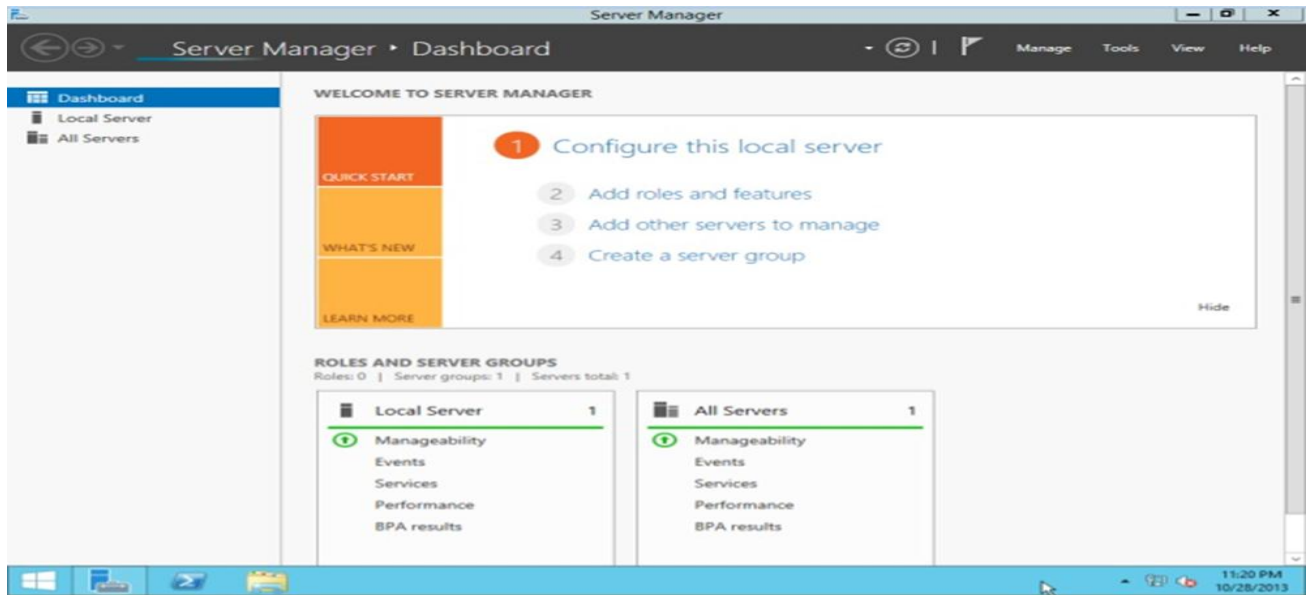 Server Manager
Server Manager ‣ Dashboard
Manage Tools View Help
Dashboard
Local Server
All Servers
WELCOME TO SERVER MANAGER
QUICK START
WHAT'S NEW
LEARN MORE
1 Configure this local server
2 Add roles and features
3 Add other servers to manage
4 Create a server group
Hide
ROLES AND SERVER GROUPS
Roles: 0 | Server groups: 1 | Servers total: 1
Local Server 1
Manageability
Events
Services
Performance
BPA results
All Servers 1
Manageability
Events
Services
Performance
BPA results
11:20 PM
10/28/2013